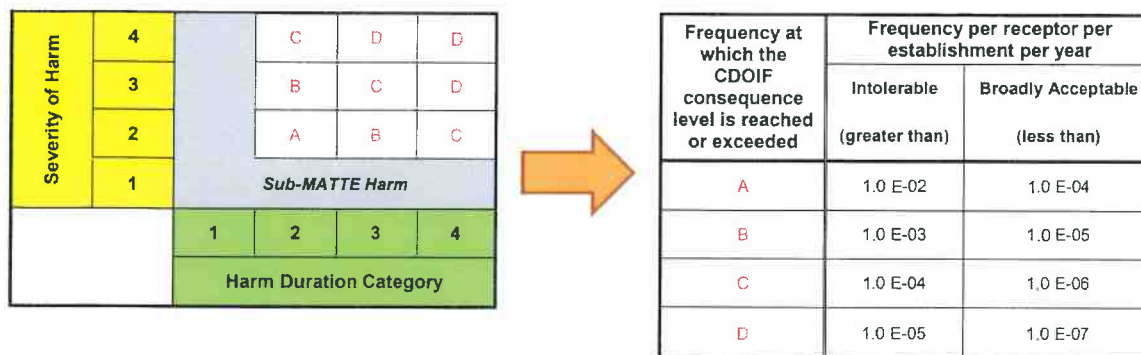 Severity of Harm
4 C D D
3 B C D
2 A B C
1 Sub-MATTE Harm
1 2 3 4
Harm Duration Category
Frequency at
which the
CDOIF
consequence
level is reached
or exceeded
Frequency per receptor per
establishment per year
Intolerable
(greater than)
Broadly Acceptable
(less than)
A 1.0 E-02 1.0 E-04
B 1.0 E-03 1.0 E-05
C 1.0 E-04 1.0 E-06
D 1.0 E-05 1.0 E-07